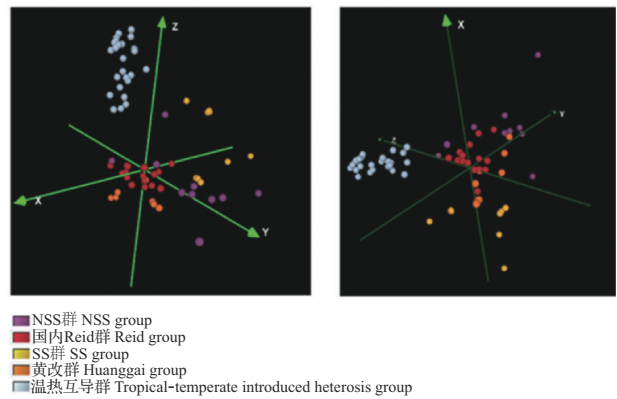 Z
X
Y
X
Y
Z
NSS群 NSS group
国内Reid群 Reid group
SS群 SS group
黄改群 Huanggai group
温热互导群 Tropical-temperate introduced heterosis group